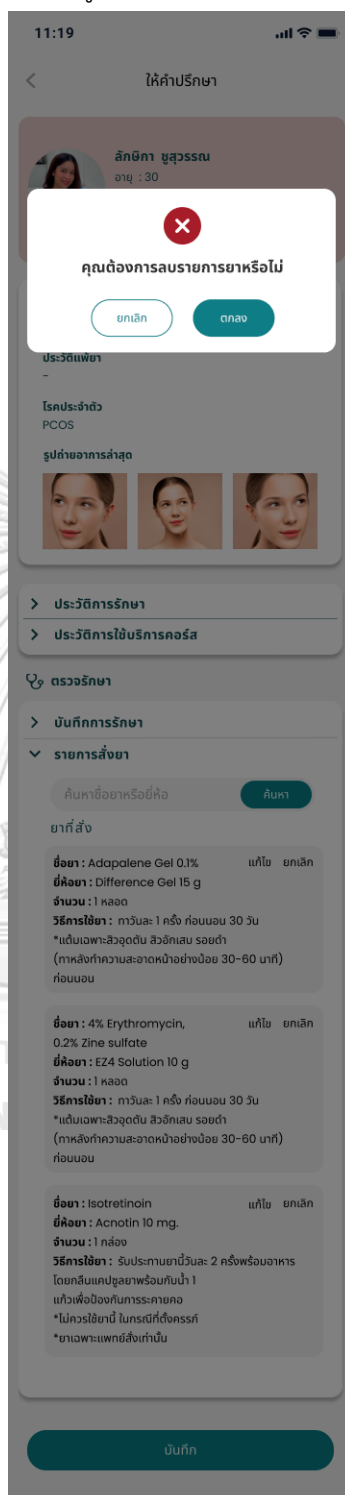 11:19
ให้คำปรึกษา
ลักษิกา ชูสุวรรณ
อายุ : 30
คุณต้องการลบรายการยาหรือไม่
ยกเลิก
ตกลง
ประวัติแพ้ยา
-
โรคประจำตัว
PCOS
รูปถ่ายอาการล่าสุด
ประวัติการรักษา
ประวัติการใช้บริการคอร์ส
ตรวจรักษา
บันทึกการรักษา
รายการสั่งยา
ค้นหาชื่อยาหรือยี่ห้อ
ค้นหา
ยาที่สั่ง
ชื่อยา : Adapalene Gel 0.1% แก้ไข ยกเลิก
ยี่ห้อยา : Difference Gel 15 g
จำนวน : 1 หลอด
วิธีการใช้ยา : ทาวันละ 1 ครั้ง ก่อนนอน 30 วัน
*แต้มเฉพาะสิวอุดตัน สิวอักเสบ รอยดำ
(ทาหลังทำความสะอาดหน้าอย่างน้อย 30-60 นาที)
ก่อนนอน
ชื่อยา : 4% Erythromycin, แก้ไข ยกเลิก
0.2% Zine sulfate
ยี่ห้อยา : EZ4 Solution 10 g
จำนวน : 1 หลอด
วิธีการใช้ยา : ทาวันละ 1 ครั้ง ก่อนนอน 30 วัน
*แต้มเฉพาะสิวอุดตัน สิวอักเสบ รอยดำ
(ทาหลังทำความสะอาดหน้าอย่างน้อย 30-60 นาที)
ก่อนนอน
ชื่อยา : Isotretinoin แก้ไข ยกเลิก
ยี่ห้อยา : Acnotin 10 mg.
จำนวน : 1 กล่อง
วิธีการใช้ยา : รับประทานยานี้วันละ 2 ครั้งพร้อมอาหาร
โดยกลืนแคปซูลยาพร้อมกับน้ำ 1
แก้วเพื่อป้องกันการระคายคอ
*ไม่ควรใช้ยานี้ ในกรณีที่ตั้งครรภ์
*ยาเฉพาะแพทย์สั่งเท่านั้น
บันทึก